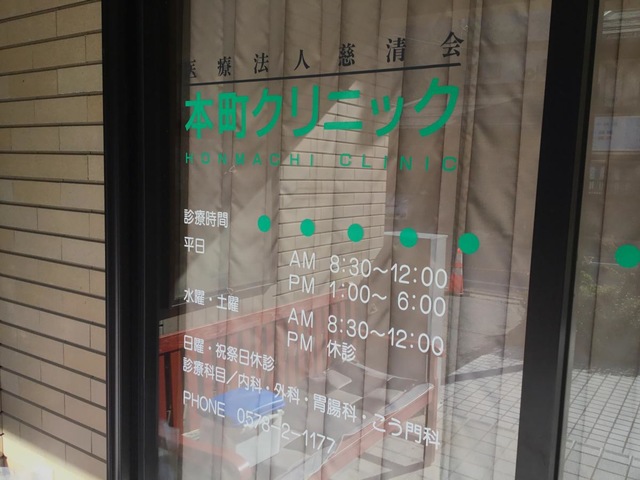 医療法人慈清会
本町クリニック
HONMACHI CLINIC
診療時間
平日 AM 8:30～12:00
PM 1:00～ 6:00
水曜・土曜 AM 8:30～12:00
PM 休診
日曜・祝祭日休診
診療科目/内科・外科・胃腸科・こう門科
PHONE 0578-2-1177